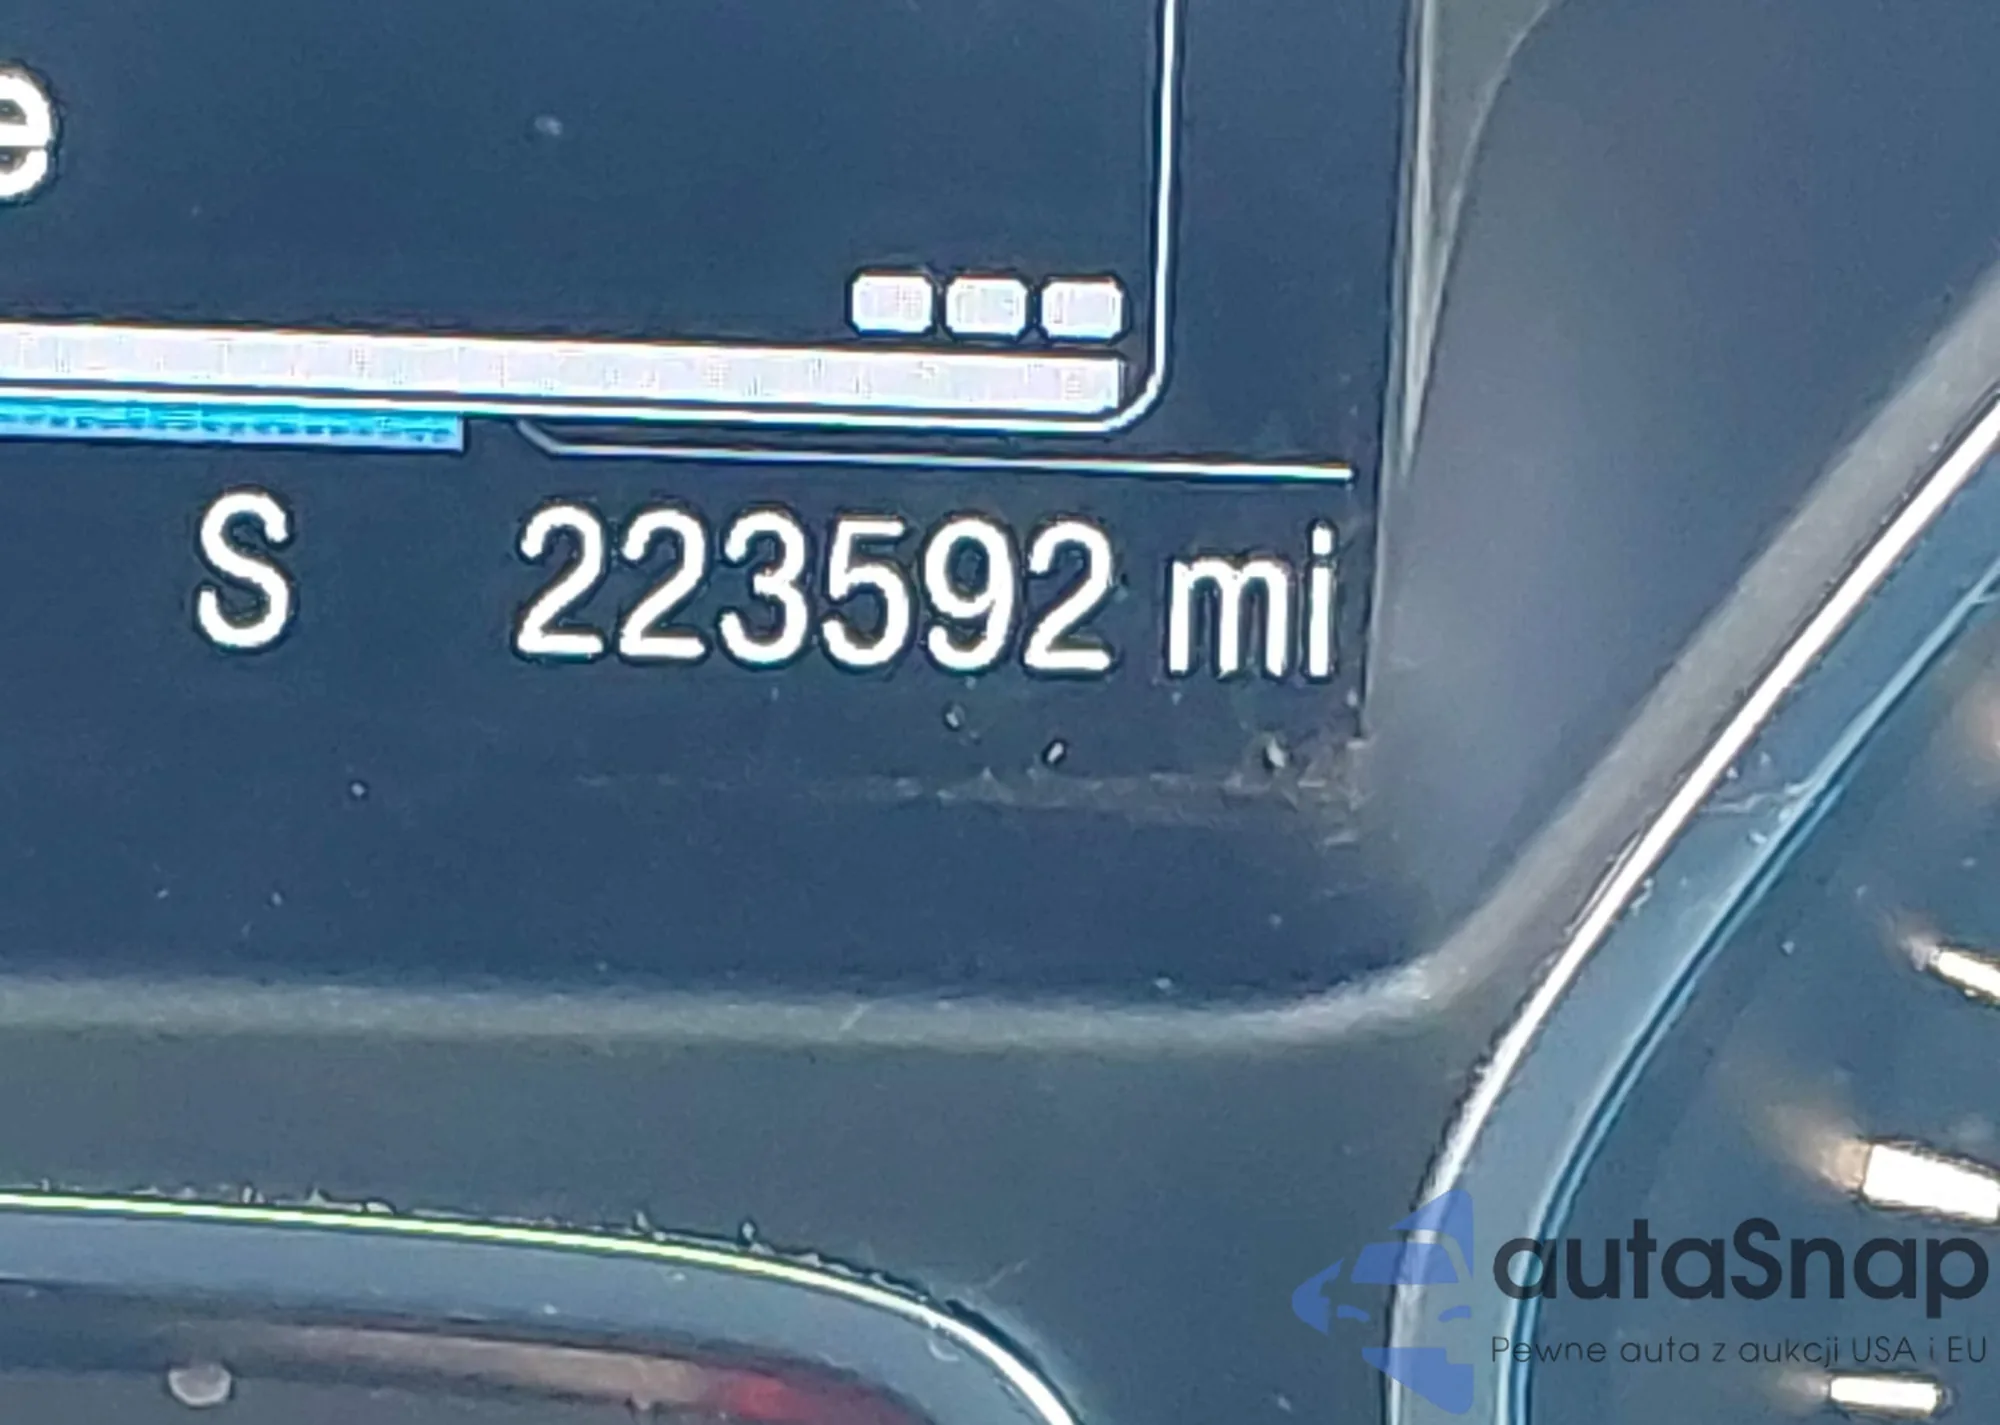 e
S 223592 mi
autaSnap
Pewne auta z aukcji USA i EU